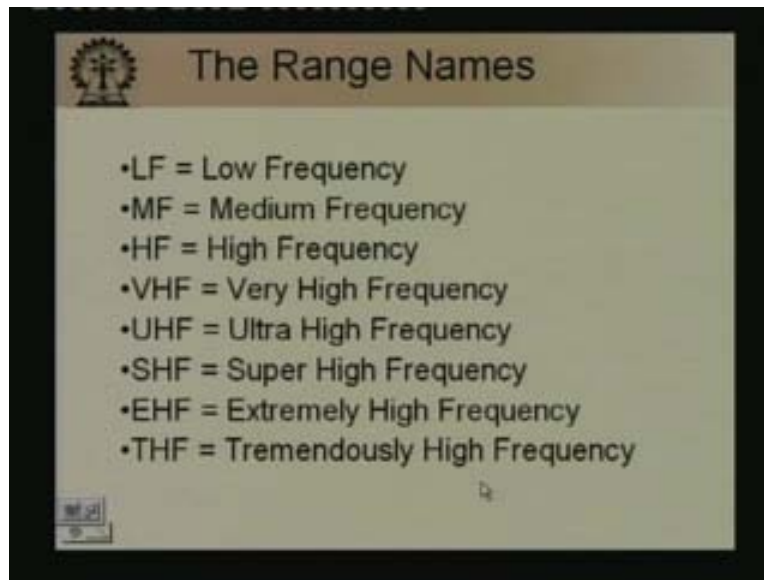 The Range Names
•LF = Low Frequency
•MF = Medium Frequency
•HF = High Frequency
•VHF = Very High Frequency
•UHF = Ultra High Frequency
•SHF = Super High Frequency
•EHF = Extremely High Frequency
•THF = Tremendously High Frequency